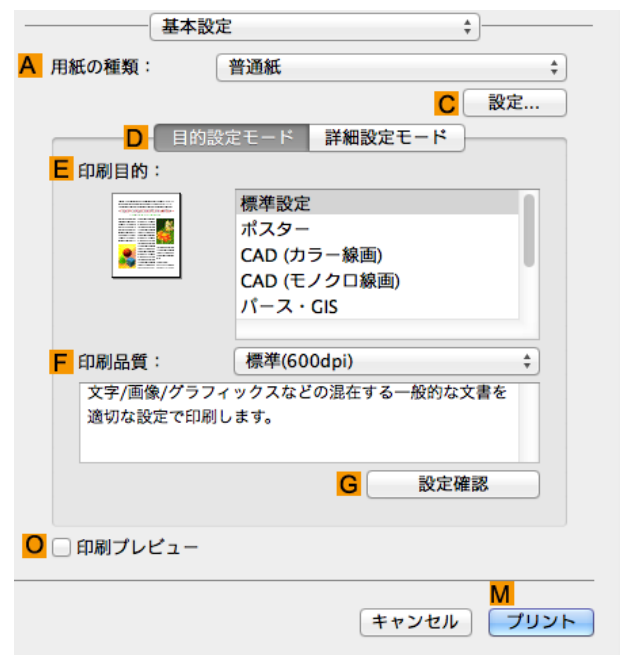 基本設定
A 用紙の種類： 普通紙
C 設定...
D 目的設定モード 詳細設定モード
E 印刷目的：
標準設定
ポスター
CAD (カラー線画)
CAD (モノクロ線画)
パース・GIS
F 印刷品質： 標準(600dpi)
文字/画像/グラフィックスなどの混在する一般的な文書を
適切な設定で印刷します。
G 設定確認
O 印刷プレビュー
M
キャンセル プリント